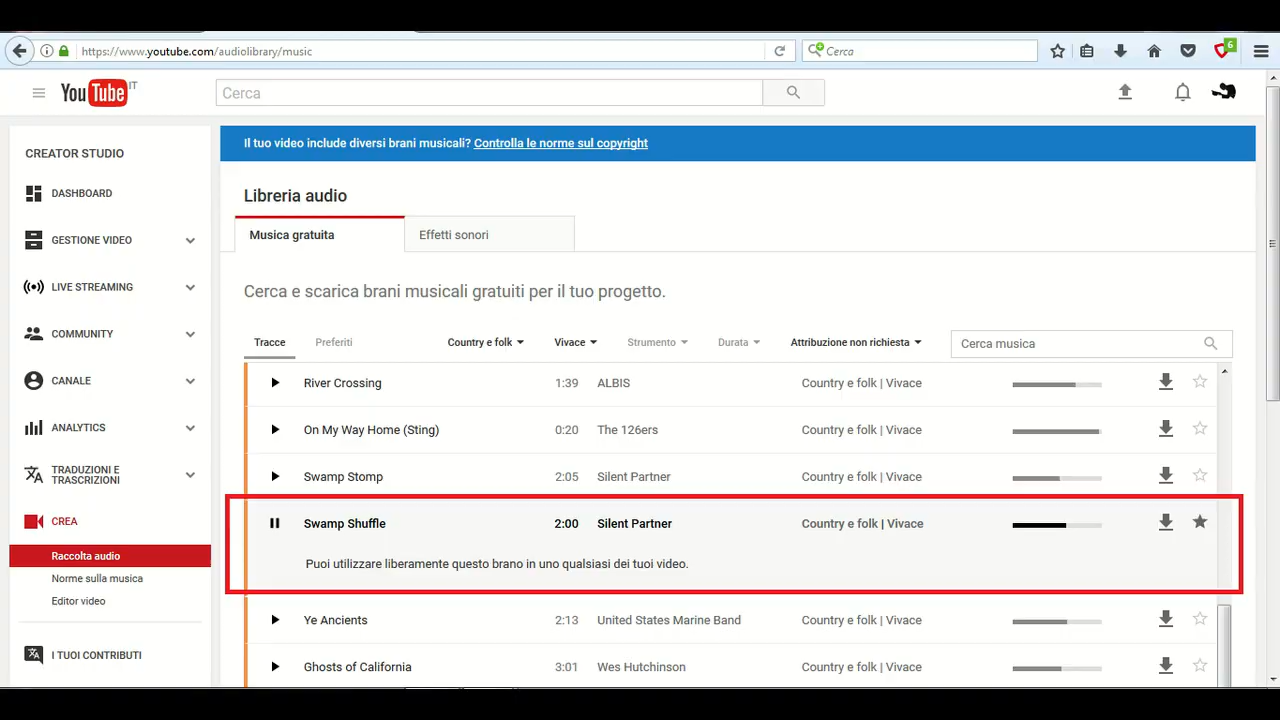 https://www.youtube.com/audiolibrary/music
Cerca
6
YouTube IT
Cerca
CREATOR STUDIO
DASHBOARD
GESTIONE VIDEO
LIVE STREAMING
COMMUNITY
CANALE
ANALYTICS
TRADUZIONI E
TRASCRIZIONI
CREA
Raccolta audio
Norme sulla musica
Editor video
I TUOI CONTRIBUTI
Il tuo video include diversi brani musicali? Controlla le norme sul copyright
Libreria audio
Musica gratuita
Effetti sonori
Cerca e scarica brani musicali gratuiti per il tuo progetto.
Tracce Preferiti Country e folk Vivace Strumento Durata Attribuzione non richiesta Cerca musica
River Crossing 1:39 ALBIS Country e folk | Vivace
On My Way Home (Sting) 0:20 The 126ers Country e folk | Vivace
Swamp Stomp 2:05 Silent Partner Country e folk | Vivace
Swamp Shuffle 2:00 Silent Partner Country e folk | Vivace
Puoi utilizzare liberamente questo brano in uno qualsiasi dei tuoi video.
Ye Ancients 2:13 United States Marine Band Country e folk | Vivace
Ghosts of California 3:01 Wes Hutchinson Country e folk | Vivace